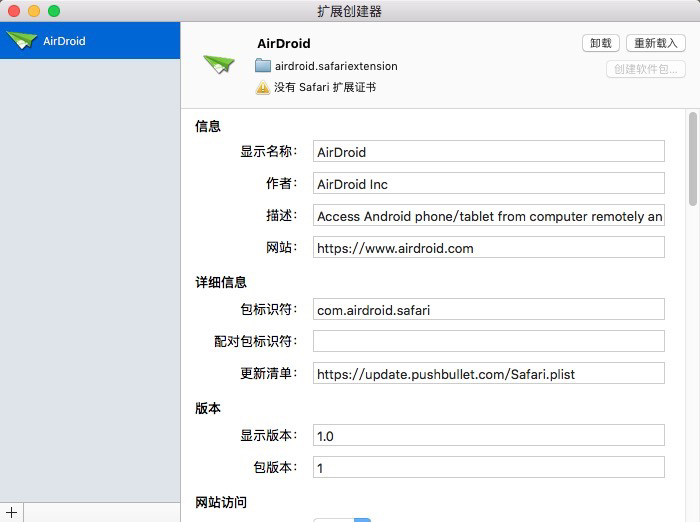 扩展创建器
AirDroid
AirDroid
airdroid.safariextension
没有 Safari 扩展证书
卸载
重新载入
创建软件包...
信息
显示名称： AirDroid
作者： AirDroid Inc
描述： Access Android phone/tablet from computer remotely an
网站： https://www.airdroid.com
详细信息
包标识符： com.airdroid.safari
配对包标识符：
更新清单： https://update.pushbullet.com/Safari.plist
版本
显示版本： 1.0
包版本： 1
网站访问